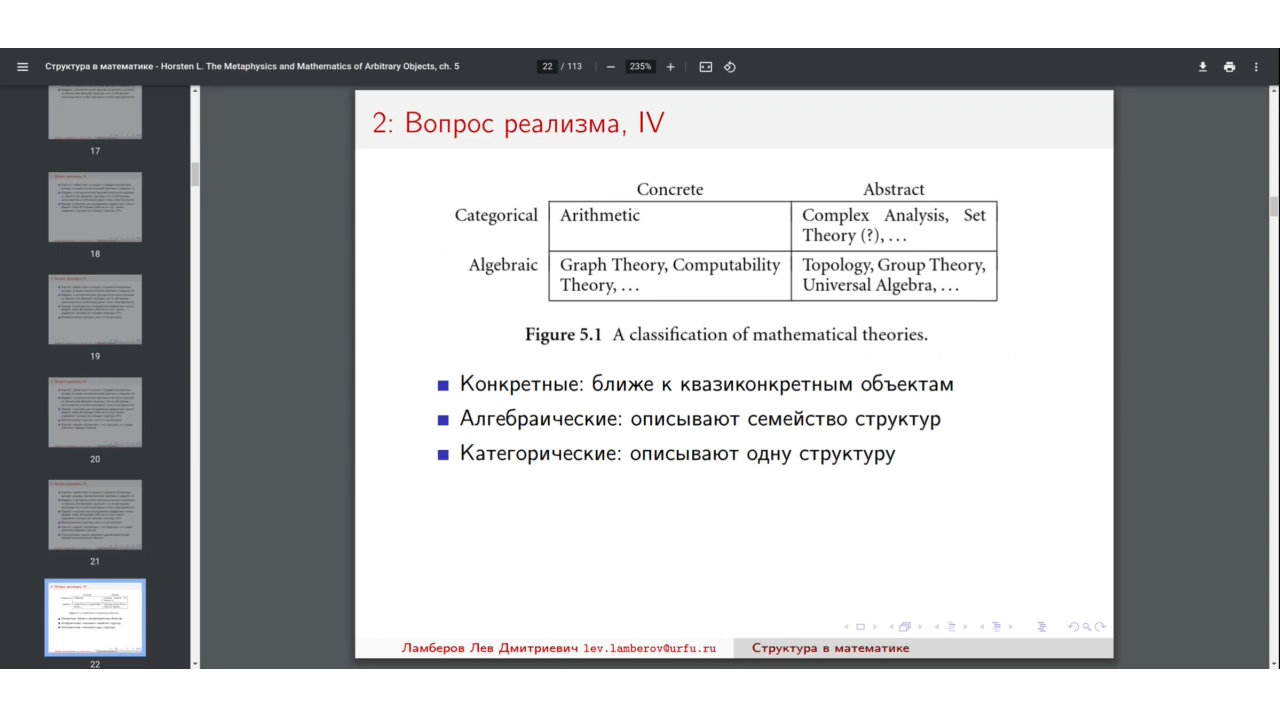 Структура в математике - Horsten L. The Metaphysics and Mathematics of Arbitrary Objects, ch. 5
22 / 113
235%
17
18
19
20
21
22
2: Вопрос реализма, IV
Concrete Abstract
Categorical Arithmetic Complex Analysis, Set
Theory (?), ...
Algebraic Graph Theory, Computability Topology, Group Theory,
Theory, ... Universal Algebra, ...
Figure 5.1 A classification of mathematical theories.
Конкретные: ближе к квазиконкретным объектам
Алгебраические: описывают семейство структур
Категорические: описывают одну структуру
Ламберов Лев Дмитриевич lev.lamberov@urfu.ru Структура в математике